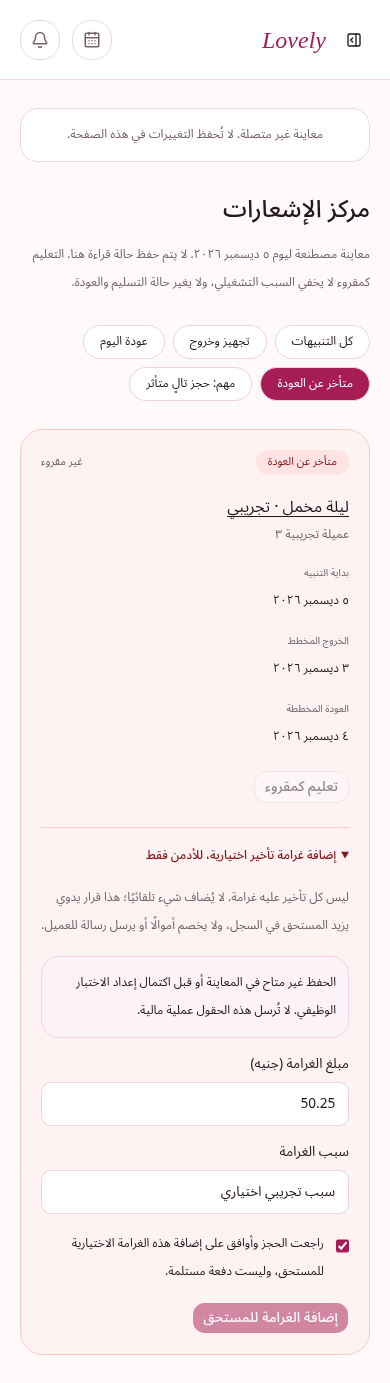 Lovely
معاينة غير متصلة. لا تُحفظ التغييرات في هذه الصفحة.
مركز الإشعارات
معاينة مصطنعة ليوم ٥ ديسمبر ٢٠٢٦. لا يتم حفظ حالة قراءة هنا. التعليم
كمقروء لا يخفي السبب التشغيلي، ولا يغير حالة التسليم والعودة.
كل التنبيهات
تجهيز وخروج
عودة اليوم
متأخر عن العودة
مهم: حجز تالٍ متأثر
متأخر عن العودة
غير مقروء
ليلة مخمل · تجريبي
عميلة تجريبية ٣
بداية التنبيه
٥ ديسمبر ٢٠٢٦
الخروج المخطط
٣ ديسمبر ٢٠٢٦
العودة المخططة
٤ ديسمبر ٢٠٢٦
تعليم كمقروء
إضافة غرامة تأخير اختيارية، للأدمن فقط
ليس كل تأخير عليه غرامة. لا يُضاف شيء تلقائيًا؛ هذا قرار يدوي
يزيد المستحق في السجل، ولا يخصم أموالًا أو يرسل رسالة للعميل.
الحفظ غير متاح في المعاينة أو قبل اكتمال إعداد الاختبار
الوظيفي. لا تُرسل هذه الحقول عملية مالية.
مبلغ الغرامة (جنيه)
50.25
سبب الغرامة
سبب تجريبي اختياري
راجعت الحجز وأوافق على إضافة هذه الغرامة الاختيارية
للمستحق، وليست دفعة مستلمة.
إضافة الغرامة للمستحق